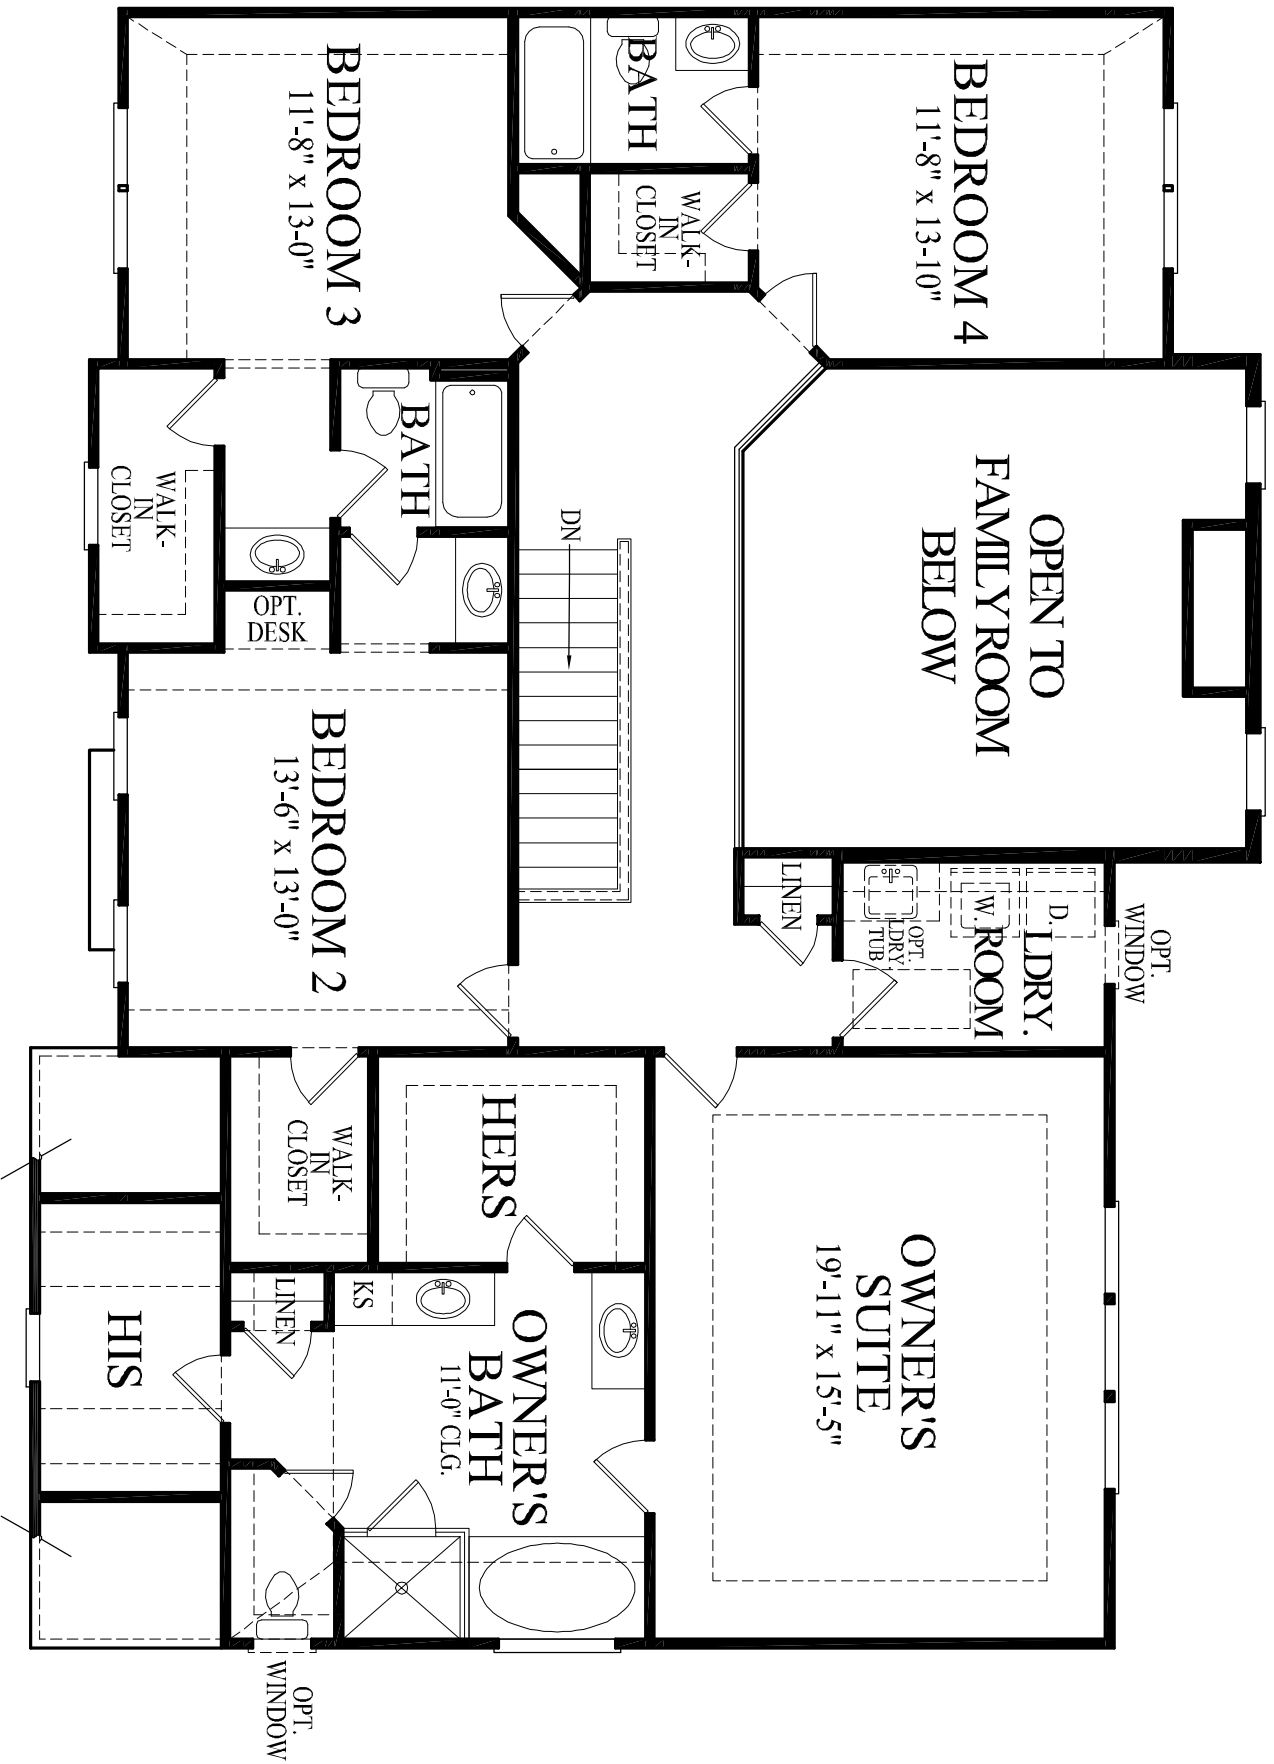 BEDROOM 4
11'-8" x 13'-10"
BATH
WALK-
IN
CLOSET
BEDROOM 3
11'-8" x 13'-0"
OPEN TO
FAMILY ROOM
BELOW
BATH
WALK-
IN
CLOSET
OPT.
DESK
DN
BEDROOM 2
13'-6" x 13'-0"
LINEN
LDRY.
ROOM
D.
W.
OPT.
LDRY.
TUB
OPT.
WINDOW
OWNER'S
SUITE
19'-11" x 15'-5"
HERS
WALK-
IN
CLOSET
OWNER'S
BATH
11'-0" CLG.
KS
LINEN
HIS
OPT.
WINDOW